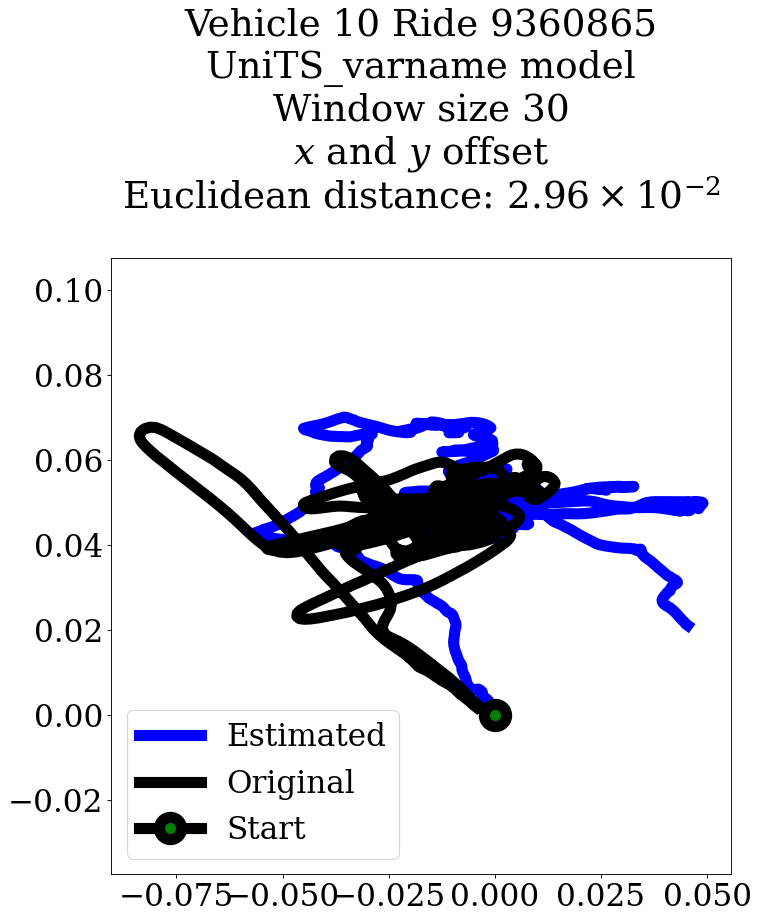 Vehicle 10 Ride 9360865
UniTS_varname model
Window size 30
x and y offset
Euclidean distance: 2.96 × 10⁻²
0.10
0.08
0.06
0.04
0.02
0.00
−0.02
Estimated
Original
Start
−0.075 −0.050 −0.025 0.000 0.025 0.050